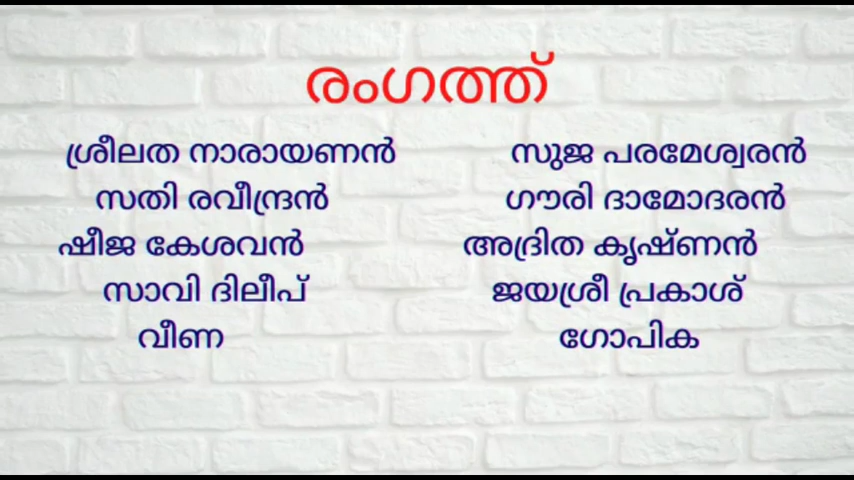 രംഗത്ത്
ശ്രീലത നാരായണൻ
സുജ പരമേശ്വരൻ
സതി രവീന്ദ്രൻ
ഗൗരി ദാമോദരൻ
ഷീജ കേശവൻ
അദ്രിത കൃഷ്ണൻ
സാവി ദിലീപ്
ജയശ്രീ പ്രകാശ്
വീണ
ഗോപിക